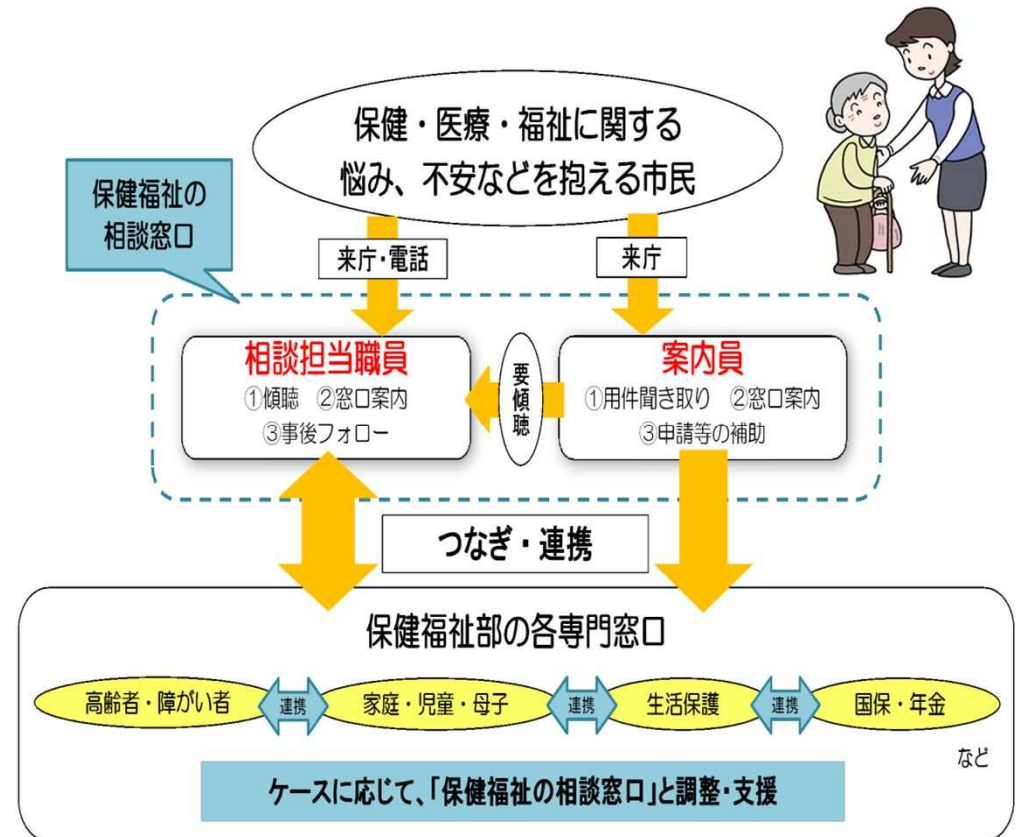 保健・医療・福祉に関する
悩み、不安などを抱える市民
保健福祉の
相談窓口
来庁・電話
来庁
相談担当職員
①傾聴 ②窓口案内
③事後フォロー
要傾聴
案内員
①用件聞き取り ②窓口案内
③申請等の補助
つなぎ・連携
保健福祉部の各専門窓口
高齢者・障がい者
連携
家庭・児童・母子
連携
生活保護
連携
国保・年金
など
ケースに応じて、「保健福祉の相談窓口」と調整・支援